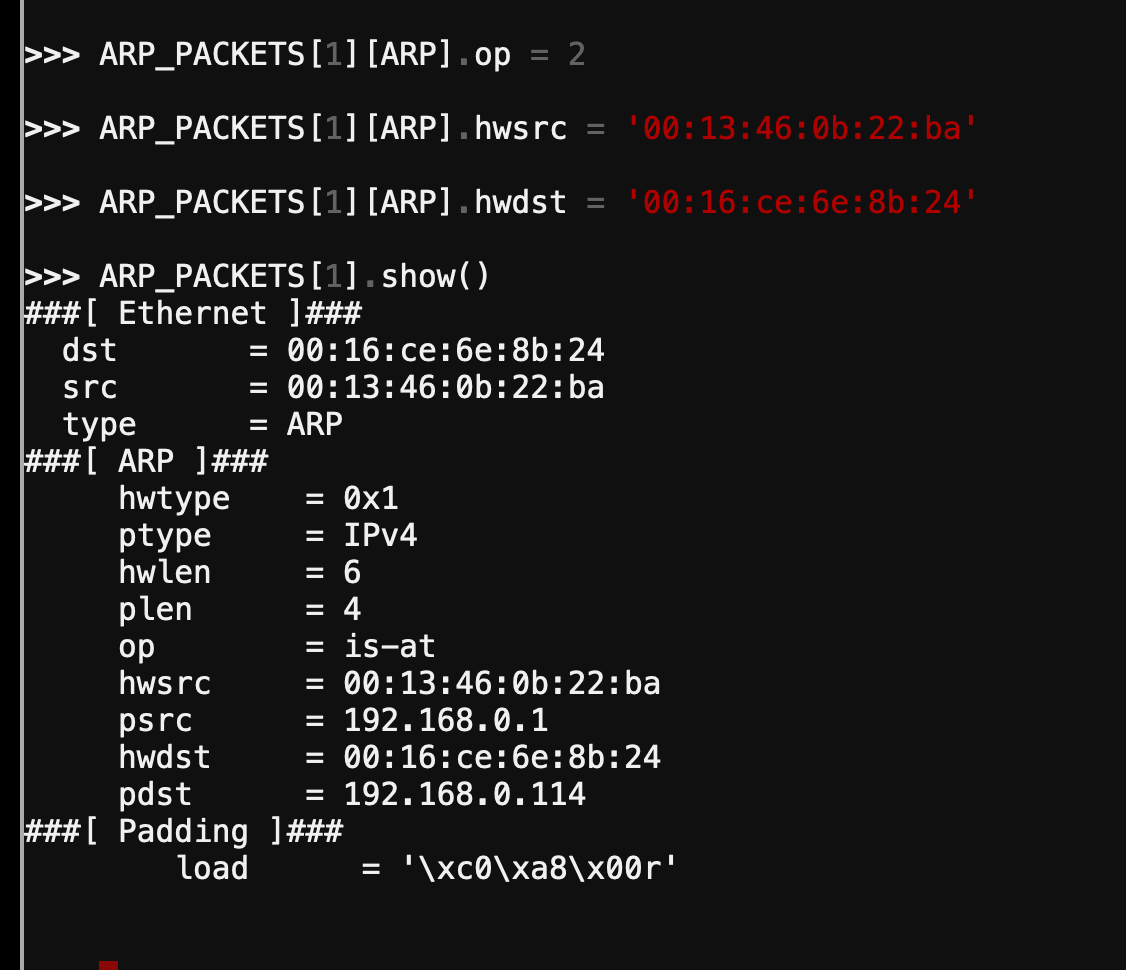 >>> ARP_PACKETS[1][ARP].op = 2
>>> ARP_PACKETS[1][ARP].hwsrc = '00:13:46:0b:22:ba'
>>> ARP_PACKETS[1][ARP].hwdst = '00:16:ce:6e:8b:24'
>>> ARP_PACKETS[1].show()
###[ Ethernet ]###
  dst       = 00:16:ce:6e:8b:24
  src       = 00:13:46:0b:22:ba
  type      = ARP
###[ ARP ]###
     hwtype    = 0x1
     ptype     = IPv4
     hwlen     = 6
     plen      = 4
     op        = is-at
     hwsrc     = 00:13:46:0b:22:ba
     psrc      = 192.168.0.1
     hwdst     = 00:16:ce:6e:8b:24
     pdst      = 192.168.0.114
###[ Padding ]###
        load      = '\xc0\xa8\x00r'